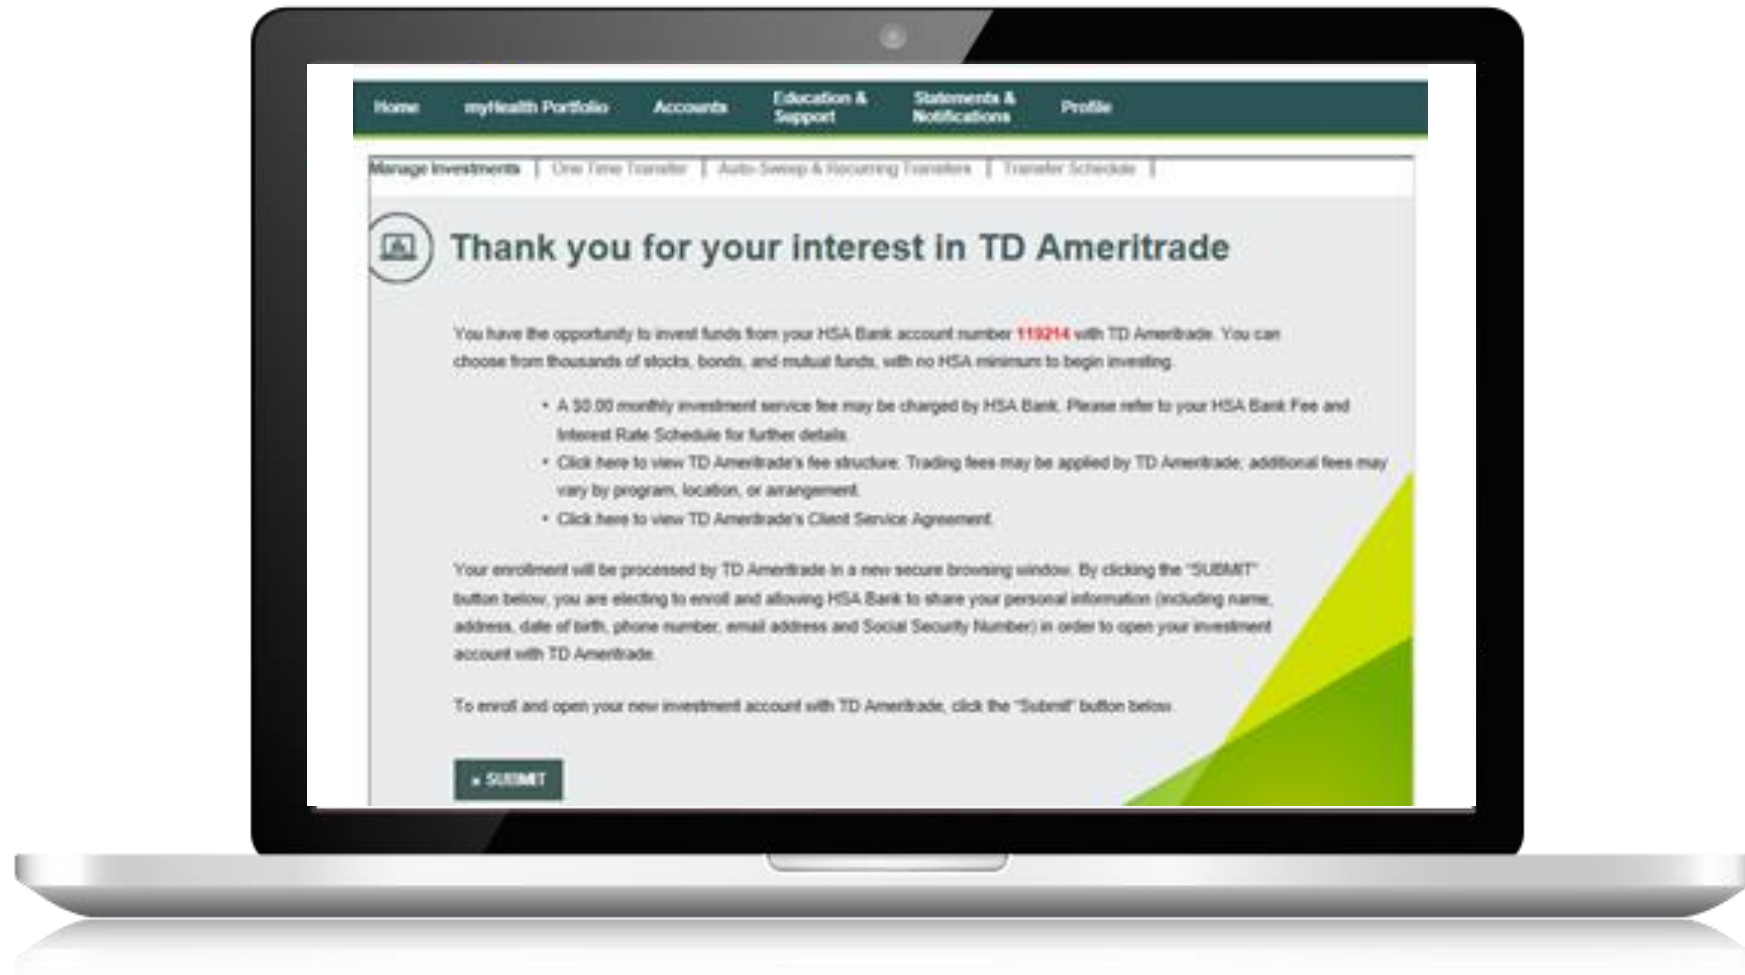 Home myHealth Portfolio Accounts Education & Support Statements & Notifications Profile
Manage Investments | One Time Transfer | Auto-Sweep & Recurring Transfers | Transfer Schedule |
Thank you for your interest in TD Ameritrade
You have the opportunity to invest funds from your HSA Bank account number 119214 with TD Ameritrade. You can
choose from thousands of stocks, bonds, and mutual funds, with no HSA minimum to begin investing.
• A $0.00 monthly investment service fee may be charged by HSA Bank. Please refer to your HSA Bank Fee and
Interest Rate Schedule for further details.
• Click here to view TD Ameritrade's fee structure. Trading fees may be applied by TD Ameritrade; additional fees may
vary by program, location, or arrangement.
• Click here to view TD Ameritrade's Client Service Agreement.
Your enrollment will be processed by TD Ameritrade in a new secure browsing window. By clicking the "SUBMIT"
button below, you are electing to enroll and allowing HSA Bank to share your personal information (including name,
address, date of birth, phone number, email address and Social Security Number) in order to open your investment
account with TD Ameritrade.
To enroll and open your new investment account with TD Ameritrade, click the "Submit" button below.
» SUBMIT